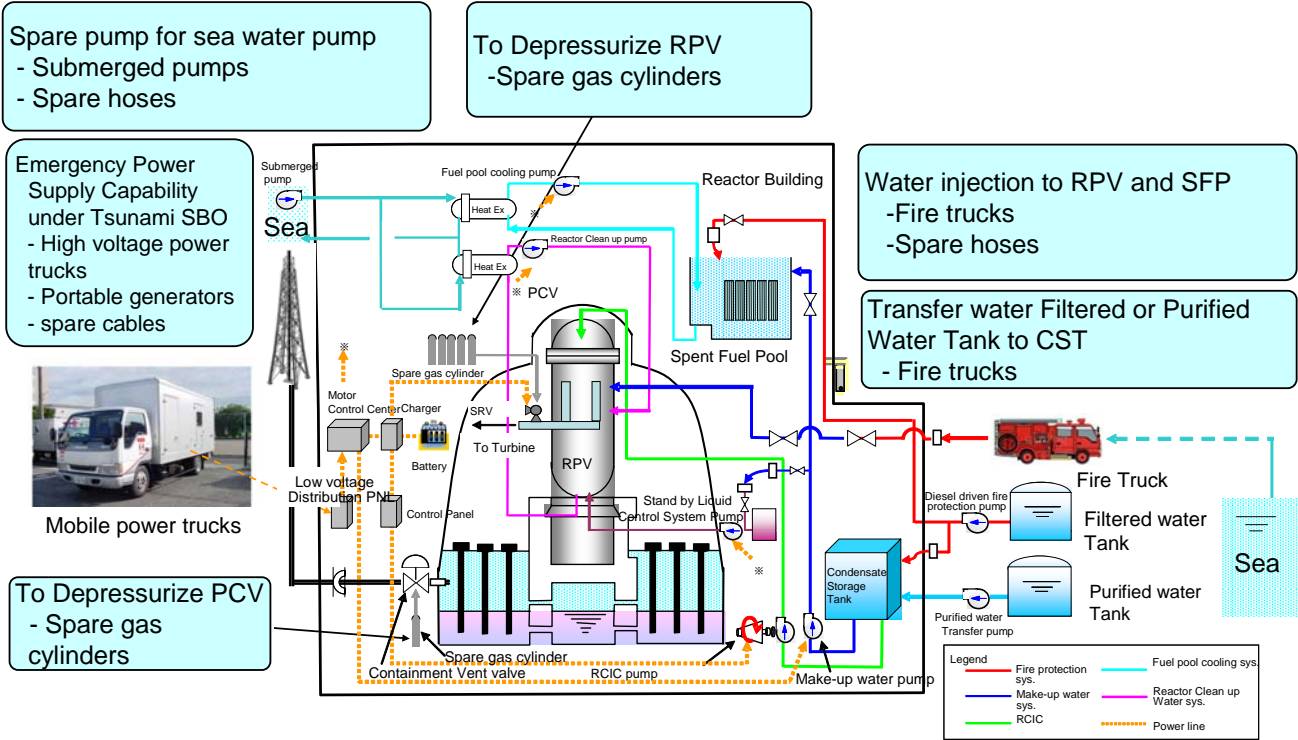 Spare pump for sea water pump
- Submerged pumps
- Spare hoses
To Depressurize RPV
-Spare gas cylinders
Emergency Power
Supply Capability
under Tsunami SBO
- High voltage power
trucks
- Portable generators
- spare cables
Water injection to RPV and SFP
-Fire trucks
-Spare hoses
Transfer water Filtered or Purified
Water Tank to CST
- Fire trucks
To Depressurize PCV
- Spare gas
cylinders
Submerged
pump
Sea
Fuel pool cooling pump
※
Heat Ex
Reactor Clean up pump
Heat Ex
※
PCV
Reactor Building
Spent Fuel Pool
Spare gas cylinder
※
Motor
Control Center
Charger
SRV
To Turbine
Battery
RPV
Low voltage
Distribution PNL
Control Panel
Mobile power trucks
Stand by Liquid
Control System Pump
※
Fire Truck
Diesel driven fire
protection pump
Filtered water
Tank
Sea
Condensate
Storage
Tank
Purified water
Tank
Purified water
Transfer pump
Spare gas cylinder
Containment Vent valve
RCIC pump
Make-up water pump
Legend
Fire protection
sys.
Make-up water
sys.
RCIC
Fuel pool cooling sys.
Reactor Clean up
Water sys.
Power line